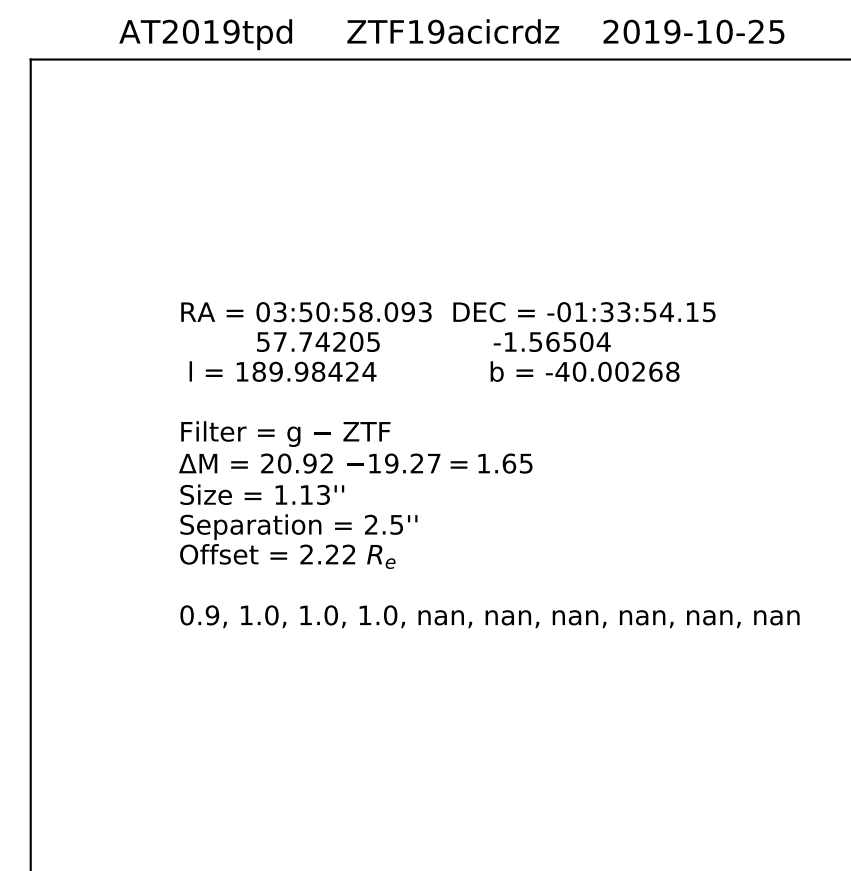 AT2019tpd ZTF19acicrdz 2019-10-25
RA = 03:50:58.093 DEC = -01:33:54.15
57.74205 -1.56504
l = 189.98424 b = -40.00268
Filter = g − ZTF
ΔM = 20.92 −19.27 = 1.65
Size = 1.13''
Separation = 2.5''
Offset = 2.22 Rₑ
0.9, 1.0, 1.0, 1.0, nan, nan, nan, nan, nan, nan